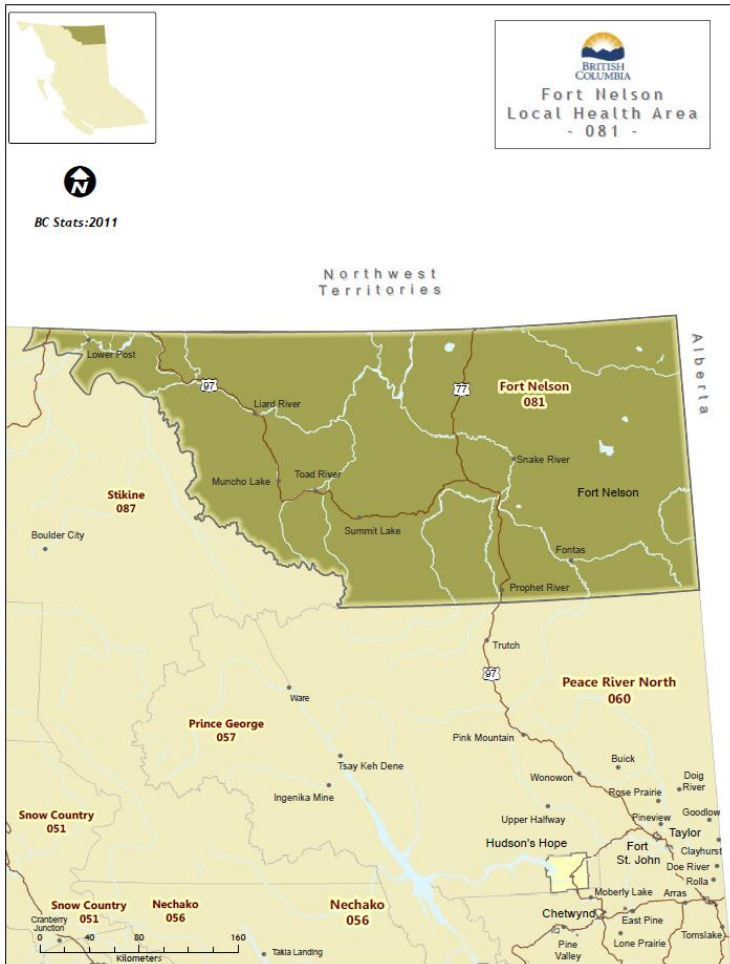 BRITISH
COLUMBIA
Fort Nelson
Local Health Area
- 081 -
N
BC Stats:2011
Northwest
Territories
Alberta
Lower Post
97
77
Fort Nelson
081
Liard River
Snake River
Muncho Lake
Toad River
Fort Nelson
Stikine
087
Summit Lake
Boulder City
Fontas
Prophet River
Trutch
97
Peace River North
060
Ware
Prince George
057
Pink Mountain
Tsay Keh Dene
Buick
Wonowon
Doig
River
Ingenika Mine
Rose Prairie
Upper Halfway
Goodlow
Snow Country
051
Pineview
Taylor
Hudson's Hope
Fort
St. John
Clayhurst
Doe River
Rolla
Moberly Lake
Arras
Snow Country
051
Nechako
056
Nechako
056
Chetwynd
East Pine
Cranberry
Junction
Pine
Valley
Lone Prairie
Tomslake
0 40 80 160
Kilometers
Takla Landing